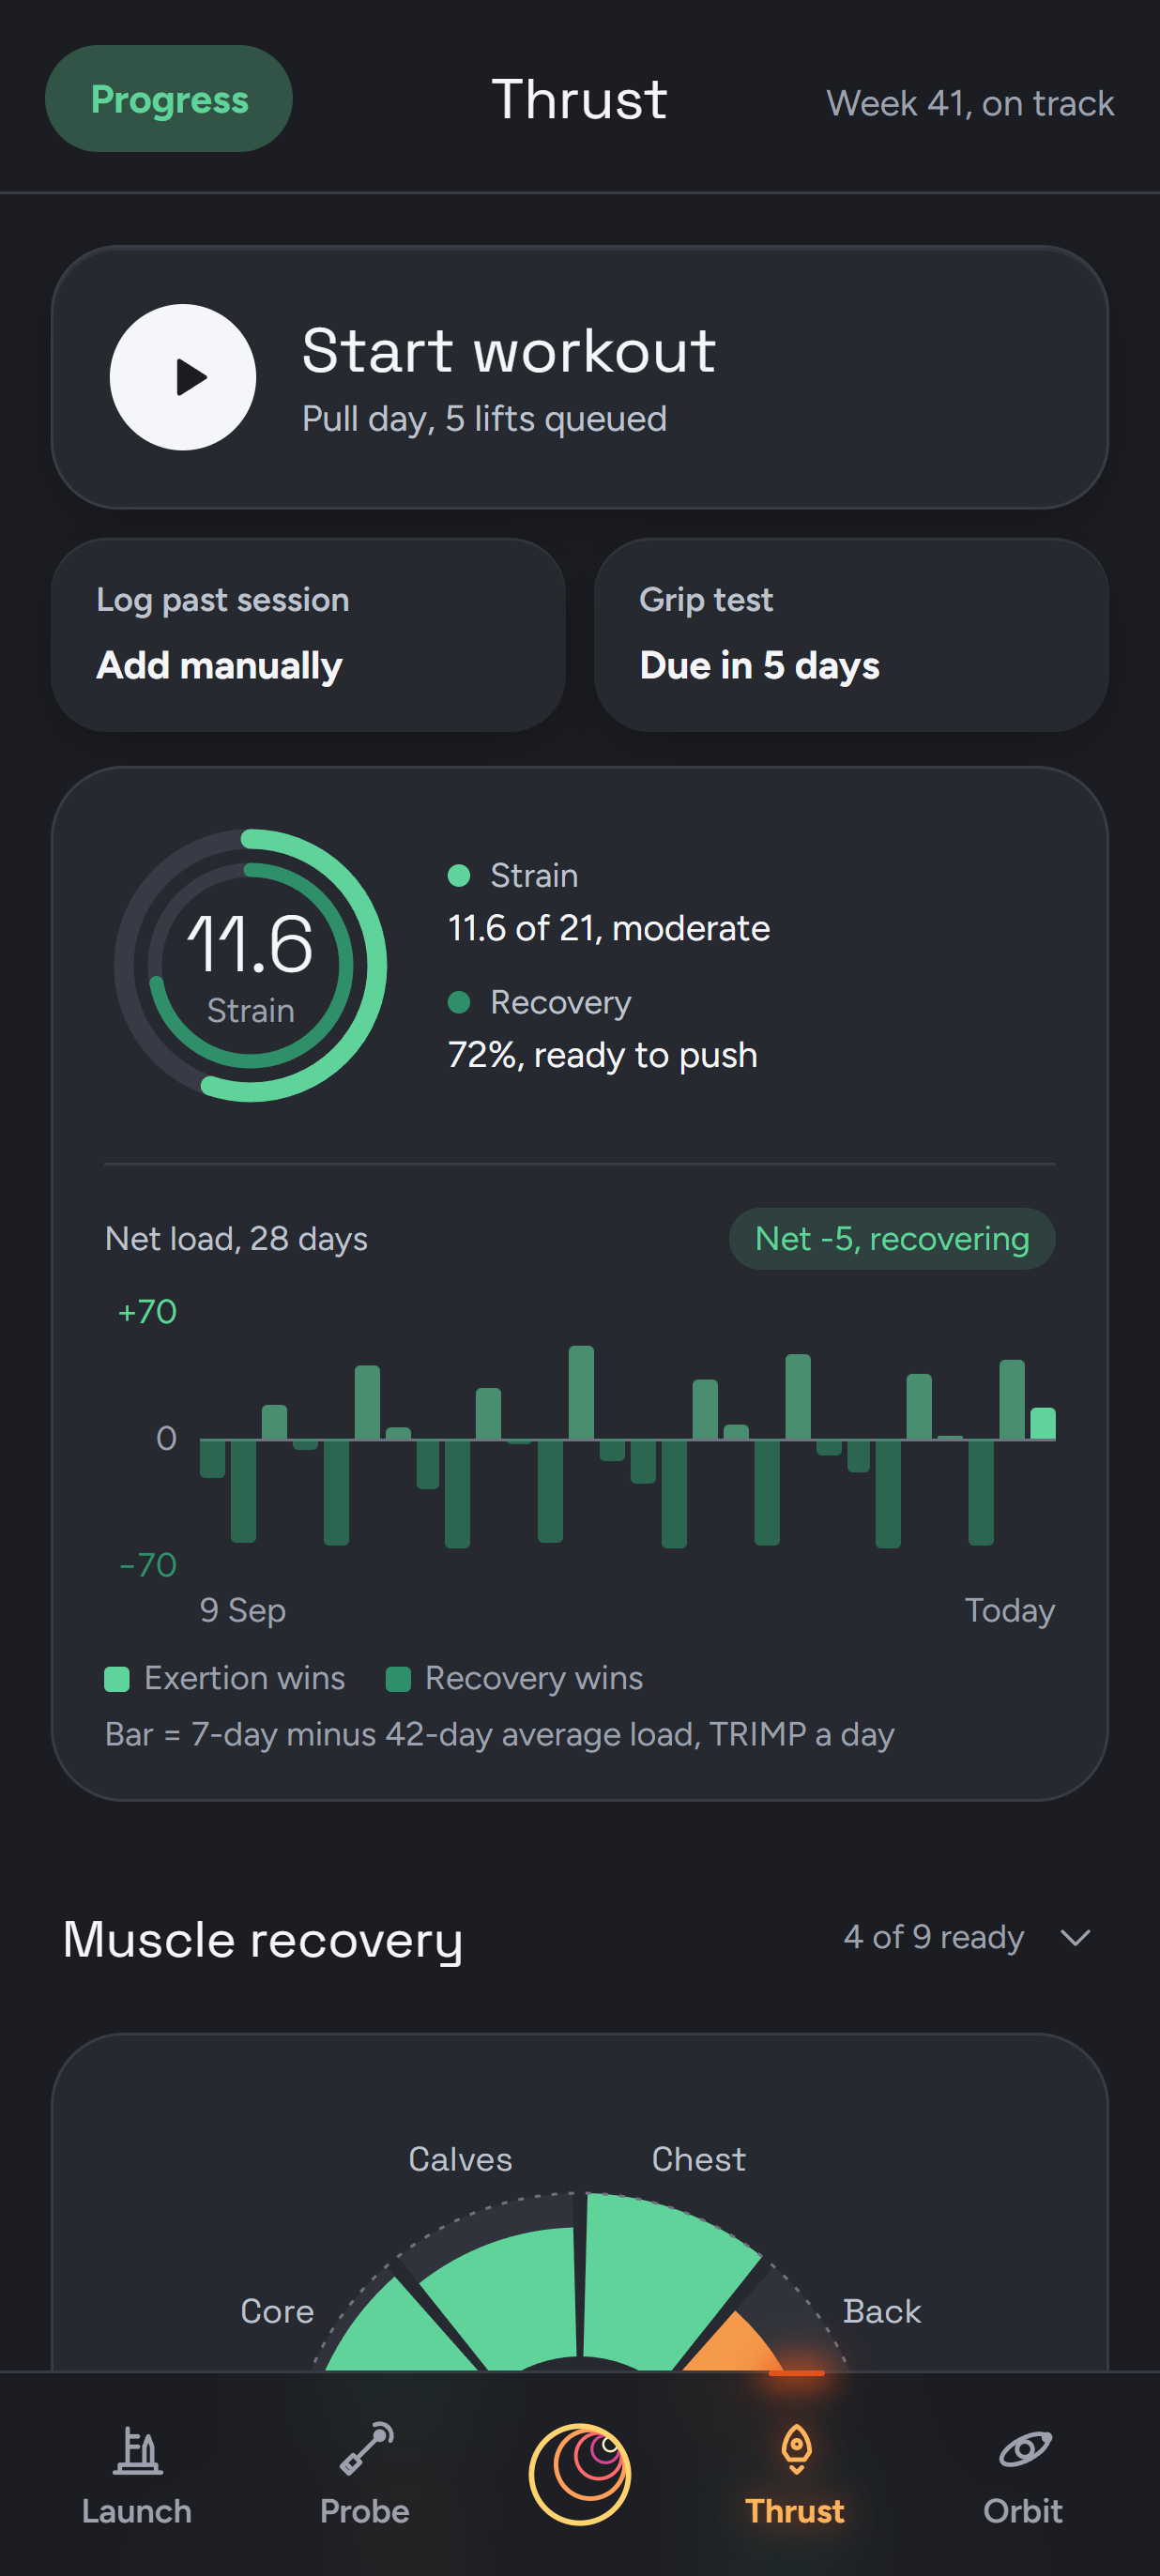 Progress
Thrust
Week 41, on track
Start workout
Pull day, 5 lifts queued
Log past session
Add manually
Grip test
Due in 5 days
11.6
Strain
Strain
11.6 of 21, moderate
Recovery
72%, ready to push
Net load, 28 days
Net -5, recovering
+70
0
−70
9 Sep
Today
Exertion wins
Recovery wins
Bar = 7-day minus 42-day average load, TRIMP a day
Muscle recovery
4 of 9 ready
Calves
Chest
Core
Back
Launch
Probe
Thrust
Orbit